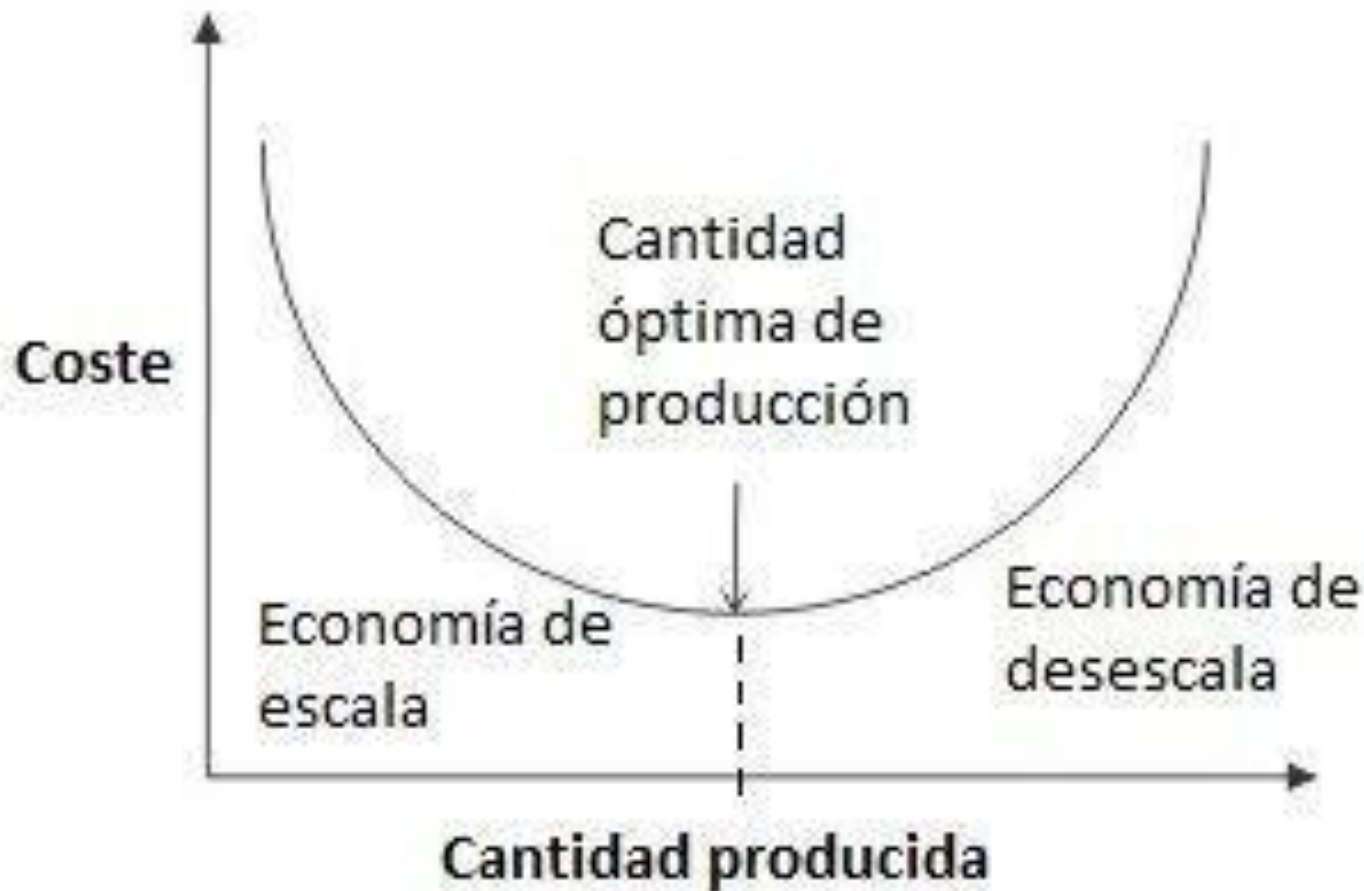 Cantidad
óptima de
producción
Coste
Economía de
escala
Economía de
desescala
Cantidad producida